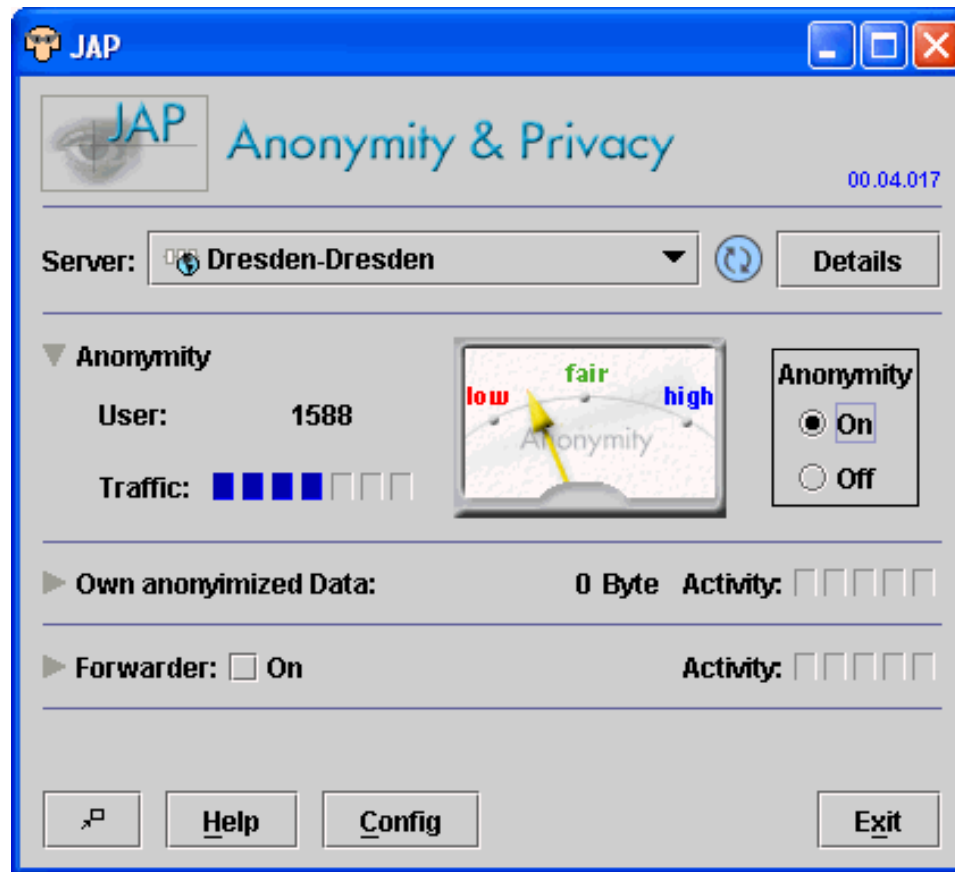 JAP
JAP Anonymity & Privacy
00.04.017
Server: Dresden-Dresden Details
Anonymity
User: 1588
Traffic:
low fair high
Anonymity
Anonymity
On
Off
Own anonyimized Data: 0 Byte Activity:
Forwarder: On Activity:
Help Config Exit